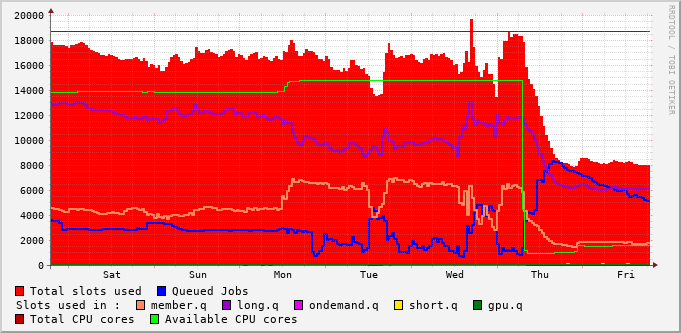 20000
18000
16000
14000
12000
10000
8000
6000
4000
2000
0
Sat Sun Mon Tue Wed Thu Fri
RRDTOOL / TOBI OETIKER
Total slots used Queued Jobs
Slots used in : member.q long.q ondemand.q short.q gpu.q
Total CPU cores Available CPU cores